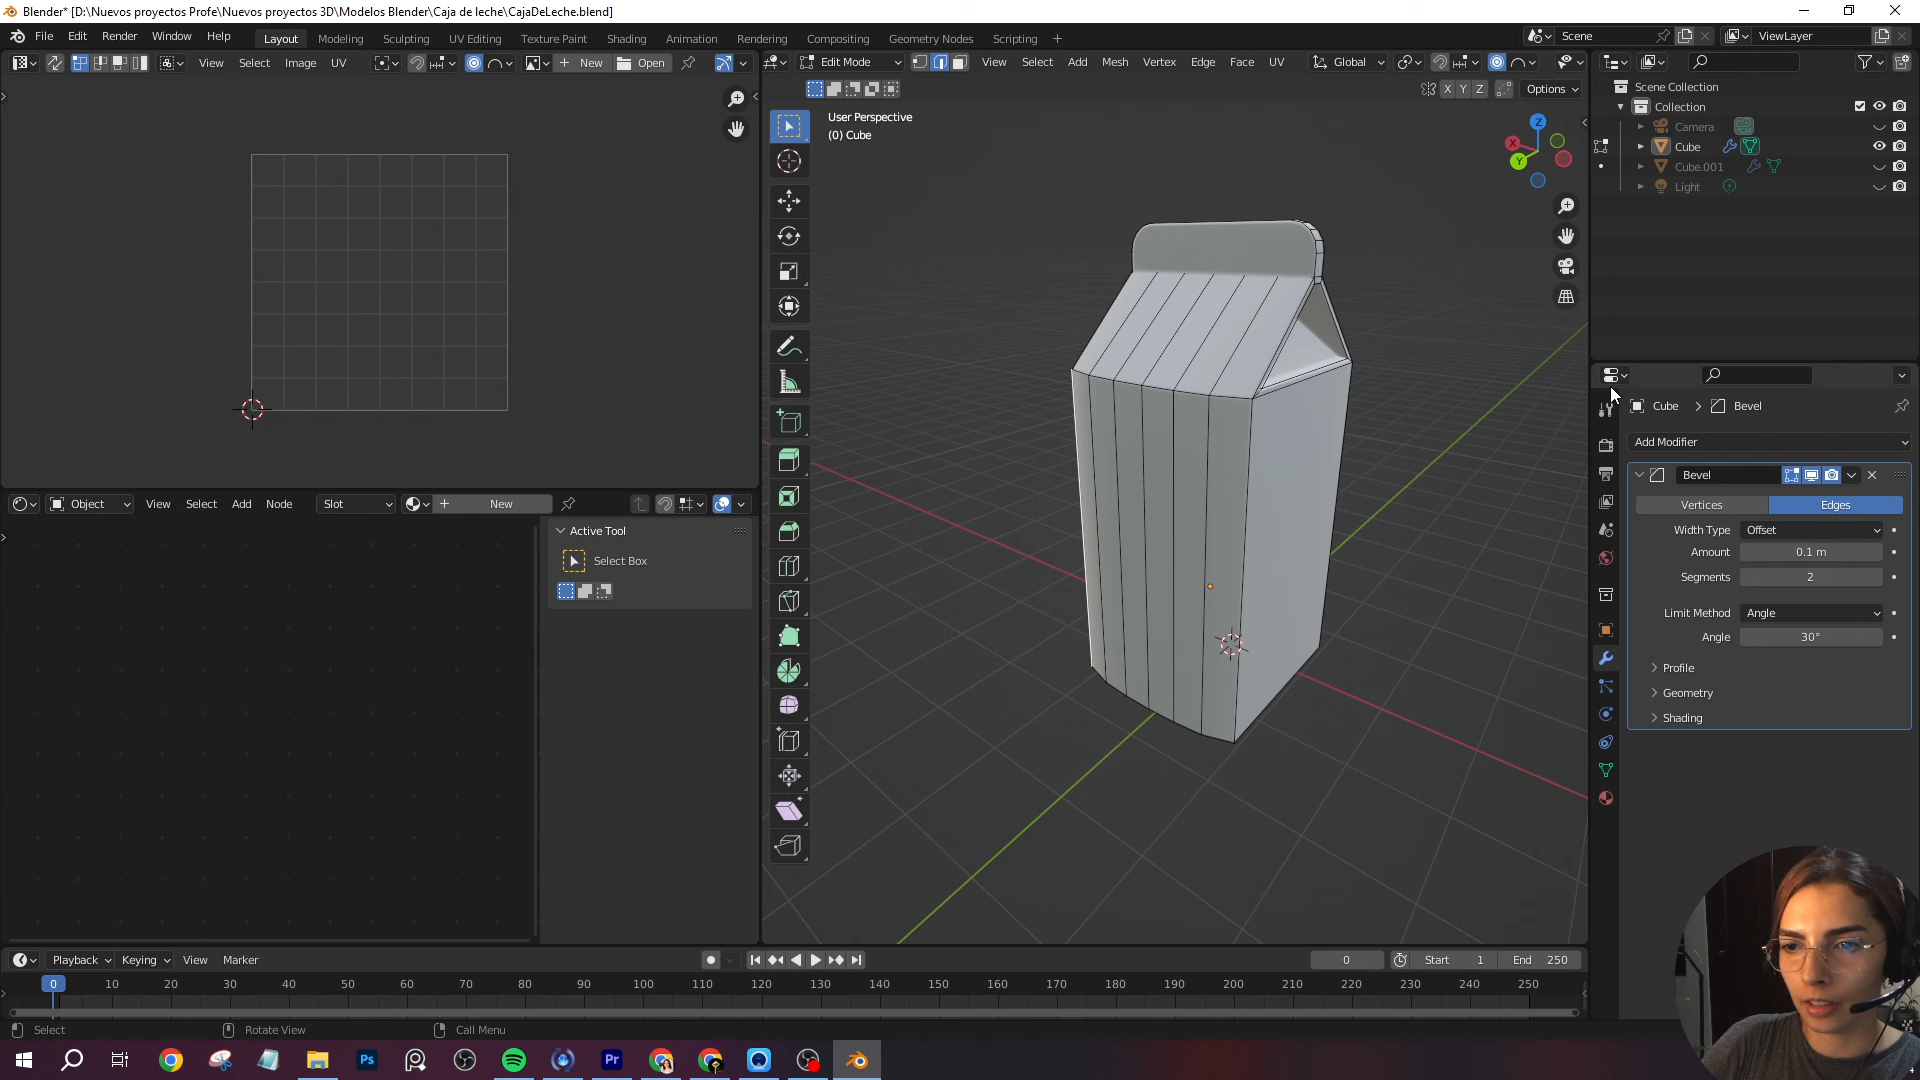 Blender* [D:\Nuevos proyectos Profe\Nuevos proyectos 3D\Modelos Blender\Caja de leche\CajaDeLeche.blend]
File Edit Render Window Help Layout Modeling Sculpting UV Editing Texture Paint Shading Animation Rendering Compositing Geometry Nodes Scripting + Scene ViewLayer
View Select Image UV New Open Edit Mode View Select Add Mesh Vertex Edge Face UV Global
X Y Z Options
Scene Collection
Collection
Camera
Cube
Cube.001
Light
User Perspective
(0) Cube
Z
X
Y
Cube > Bevel
Add Modifier
Bevel
Vertices Edges
Width Type Offset
Amount 0.1 m
Segments 2
Limit Method Angle
Angle 30°
Profile
Geometry
Shading
Object View Select Add Node Slot New
Active Tool
Select Box
Playback Keying View Marker 0 Start 1 End 250
0 10 20 30 40 50 60 70 80 90 100 110 120 130 140 150 160 170 180 190 200 210 220 230 240 250
Select Rotate View Call Menu
Ps Pr